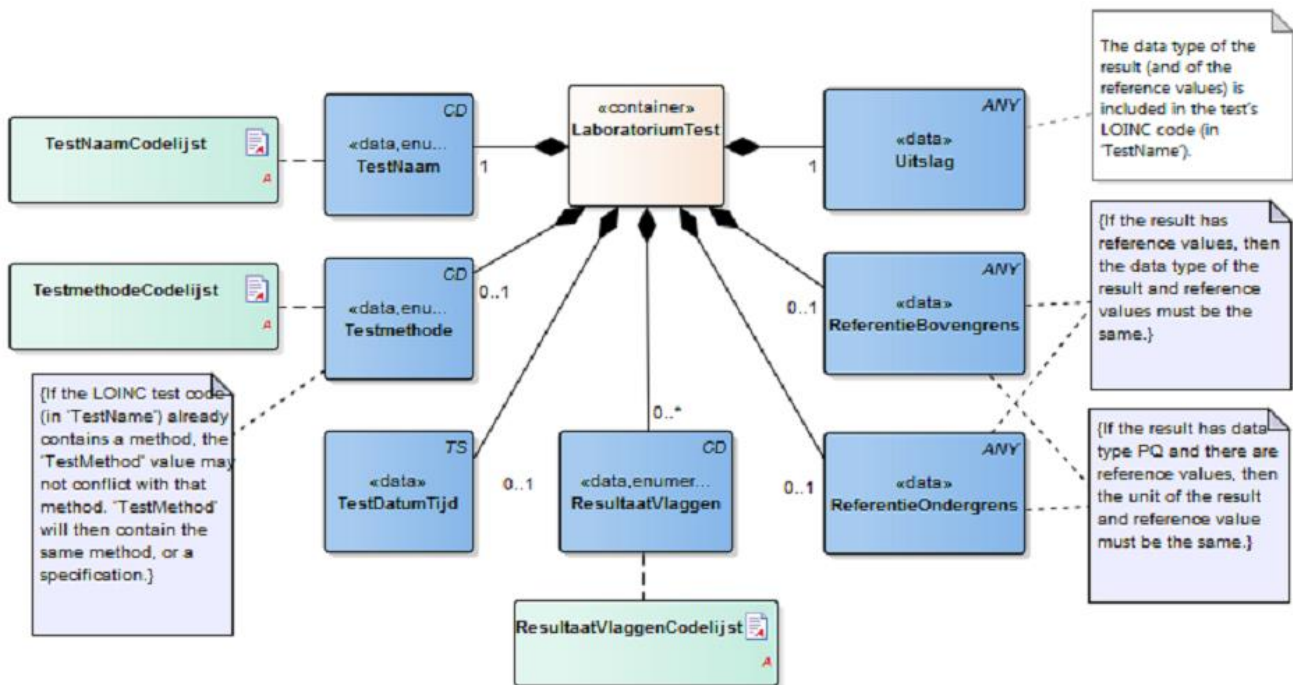 TestNaamCodelijst
A
CD
«data,enu...
TestNaam
1
«container»
LaboratoriumTest
ANY
«data»
Uitslag
1
The data type of the
result (and of the
reference values) is
included in the test's
LOINC code (in
'TestName').
TestmethodeCodelijst
A
CD
«data,enu...
Testmethode
0..1
ANY
«data»
ReferentieBovengrens
0..1
{If the result has
reference values, then
the data type of the
result and reference
values must be the
same.}
{If the LOINC test code
(in 'TestName') already
contains a method, the
'TestMethod' value may
not conflict with that
method. 'TestMethod'
will then contain the
same method, or a
specification.}
TS
«data»
TestDatumTijd
0..1
0..*
CD
«data,enumer...
ResultaatVlaggen
ANY
«data»
ReferentieOndergrens
0..1
{If the result has data
type PQ and there are
reference values, then
the unit of the result
and reference value
must be the same.}
ResultaatVlaggenCodelijst
A